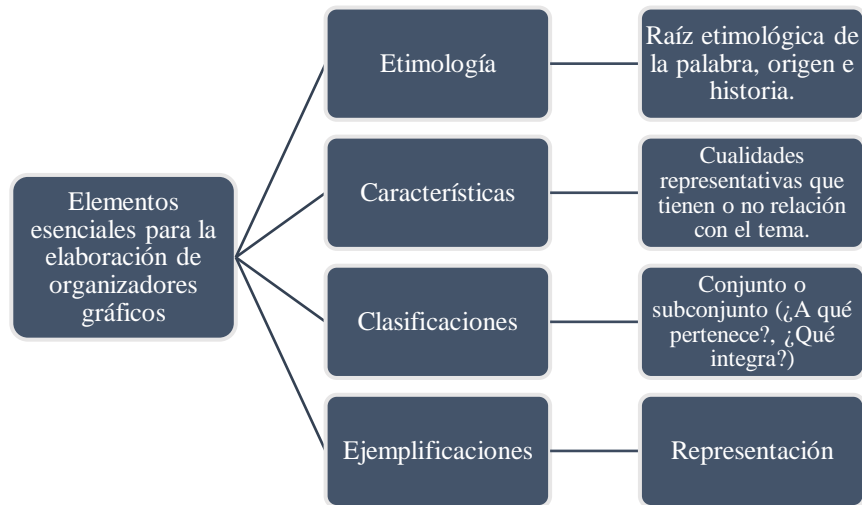 Elementos
esenciales para la
elaboración de
organizadores
gráficos
Etimología
Raíz etimológica de
la palabra, origen e
historia.
Características
Cualidades
representativas que
tienen o no relación
con el tema.
Clasificaciones
Conjunto o
subconjunto (¿A qué
pertenece?, ¿Qué
integra?)
Ejemplificaciones
Representación